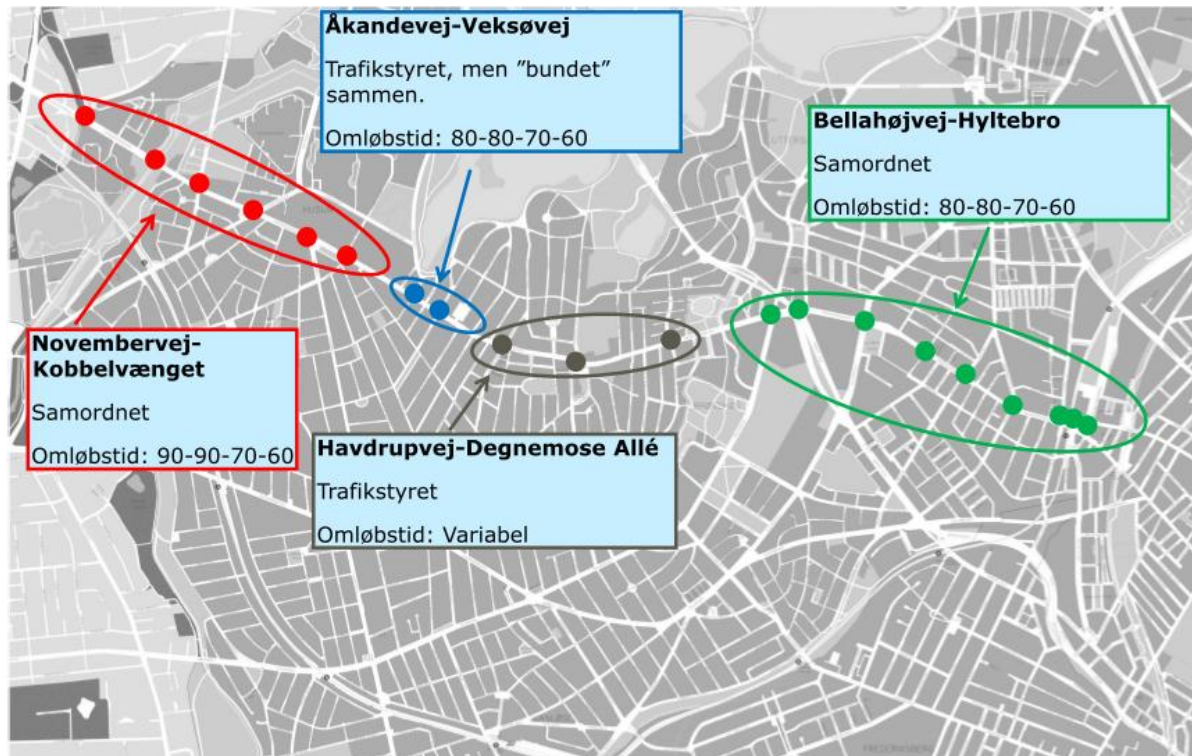 Åkandevej-Veksøvej
Trafikstyret, men ”bundet”
sammen.
Omløbstid: 80-80-70-60
Bellahøjvej-Hyltebro
Samordnet
Omløbstid: 80-80-70-60
Novembervej-
Kobbelvænget
Samordnet
Omløbstid: 90-90-70-60
Havdrupvej-Degnemose Allé
Trafikstyret
Omløbstid: Variabel
FREDERIKSBERG